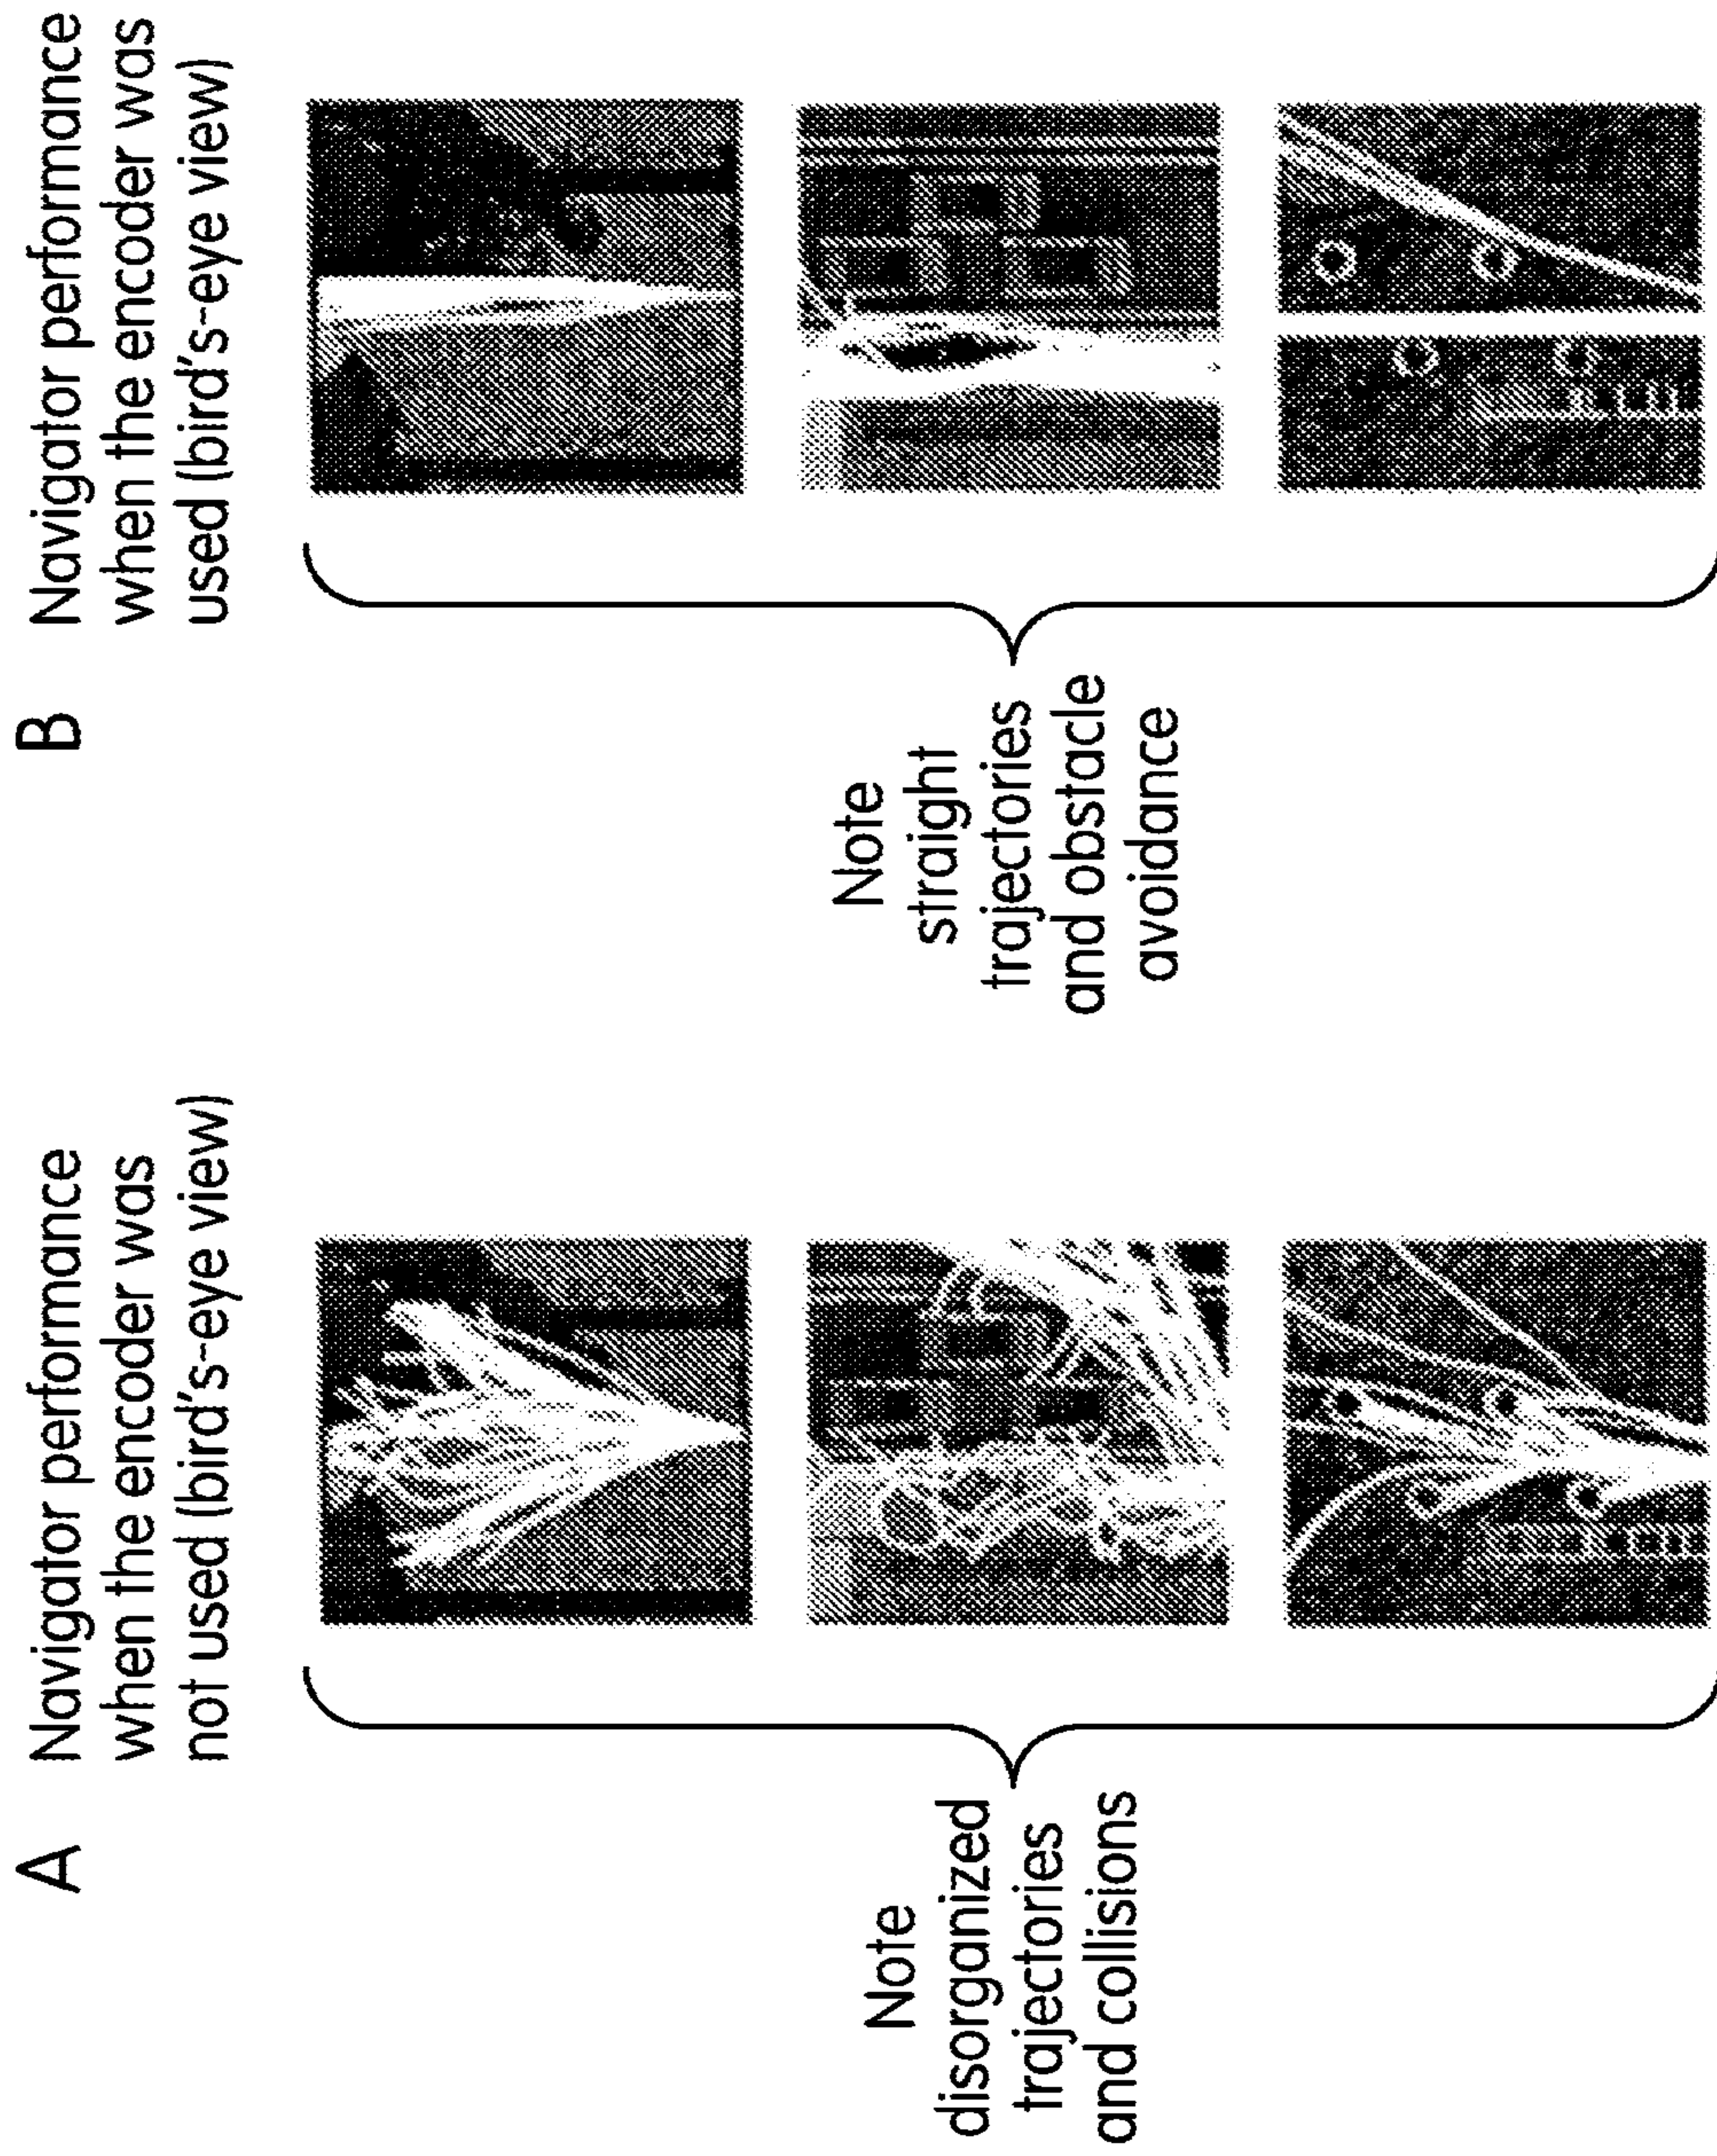 A
Navigator performance
when the encoder was
not used (bird's-eye view)
Note
disorganized
trajectories
and collisions
B
Navigator performance
when the encoder was
used (bird's-eye view)
Note
straight
trajectories
and obstacle
avoidance